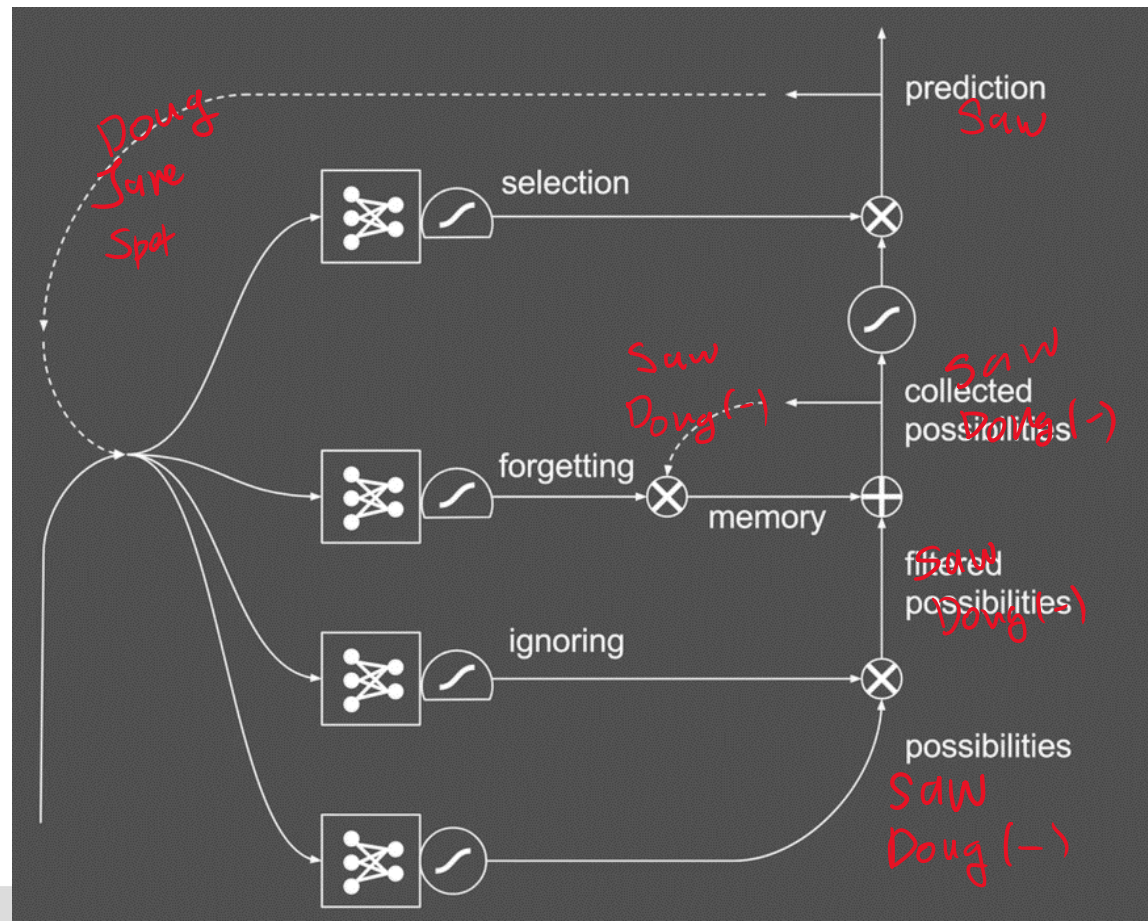 prediction
Saw
Doug
Jane
Spot
selection
Saw
Doug (-)
Saw
collected
possibilities
Doug (-)
forgetting
memory
Saw
filtered
possibilities
Doug (-)
ignoring
possibilities
Saw
Doug (-)